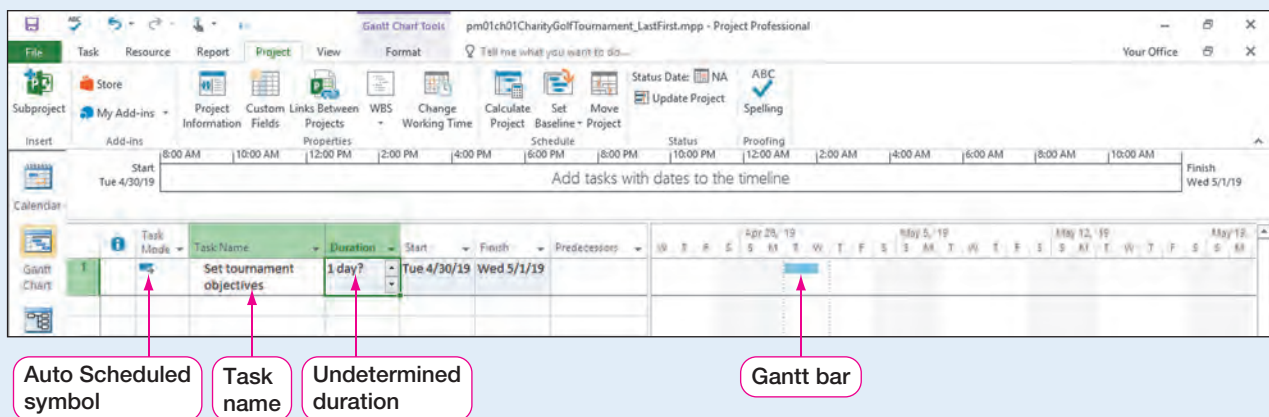 Gantt Chart Tools pm01ch01CharityGolfTournament_LastFirst.mpp - Project Professional
File Task Resource Report Project View Format Tell me what you want to do... Your Office
Subproject
Store
My Add-ins
Project Information
Custom Fields
Links Between Projects
WBS
Change Working Time
Calculate Project
Set Baseline
Move Project
Status Date: NA
Update Project
ABC
Spelling
Insert Add-ins Properties Schedule Status Proofing
8:00 AM 10:00 AM 12:00 PM 2:00 PM 4:00 PM 6:00 PM 8:00 PM 10:00 PM 12:00 AM 2:00 AM 4:00 AM 6:00 AM 8:00 AM 10:00 AM
Start
Tue 4/30/19
Add tasks with dates to the timeline
Finish
Wed 5/1/19
Calendar
Apr 28, '19 May 5, '19 May 12, '19 May 19,
Task Mode Task Name Duration Start Finish Predecessors W T F S S M T W T F S S M T W T F S S M T W T F S S M
Gantt Chart
1 Set tournament objectives 1 day? Tue 4/30/19 Wed 5/1/19
Auto Scheduled symbol
Task name
Undetermined duration
Gantt bar